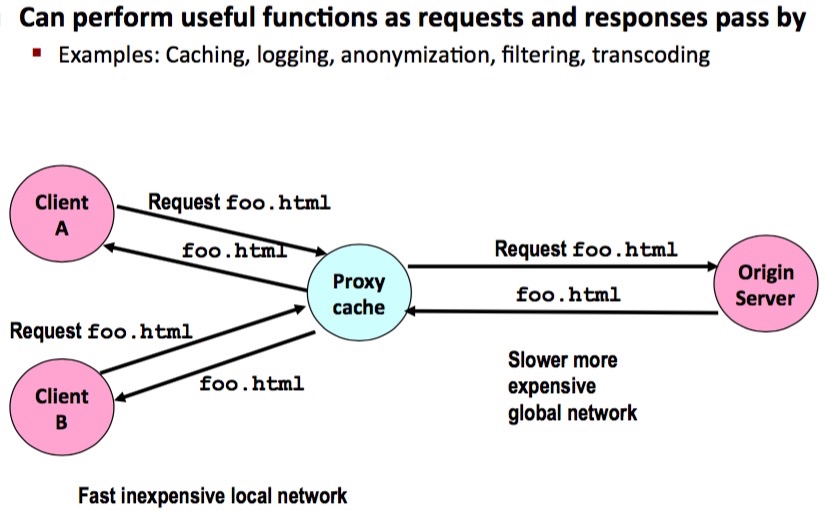 Can perform useful functions as requests and responses pass by
▪ Examples: Caching, logging, anonymization, filtering, transcoding
Client
A
Request foo.html
foo.html
Proxy
cache
Request foo.html
foo.html
Origin
Server
Request foo.html
foo.html
Client
B
Slower more
expensive
global network
Fast inexpensive local network